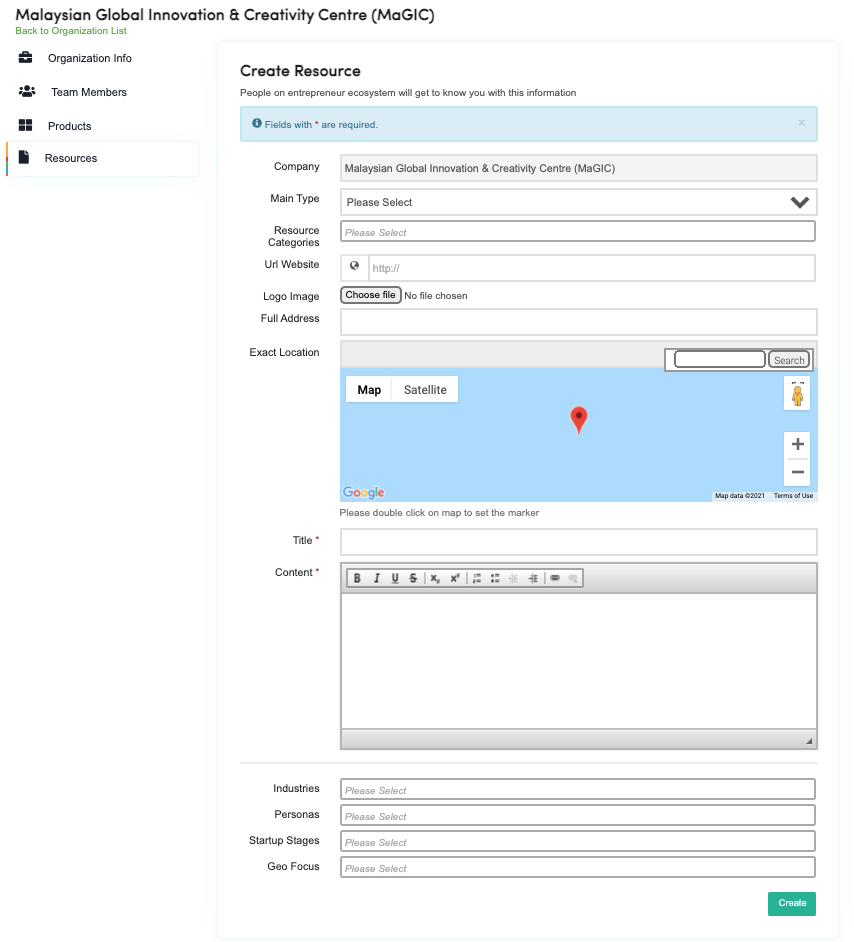 Malaysian Global Innovation & Creativity Centre (MaGIC)
Back to Organization List
Organization Info
Team Members
Products
Resources
Create Resource
People on entrepreneur ecosystem will get to know you with this information
Fields with * are required.
×
Company
Malaysian Global Innovation & Creativity Centre (MaGIC)
Main Type
Please Select
Resource
Categories
Please Select
Url Website
http://
Logo Image
Choose file No file chosen
Full Address
Exact Location
Search
Map
Satellite
+
−
Google
Map data ©2021 Terms of Use
Please double click on map to set the marker
Title *
Content *
B I U S x₂ x²
Industries
Please Select
Personas
Please Select
Startup Stages
Please Select
Geo Focus
Please Select
Create